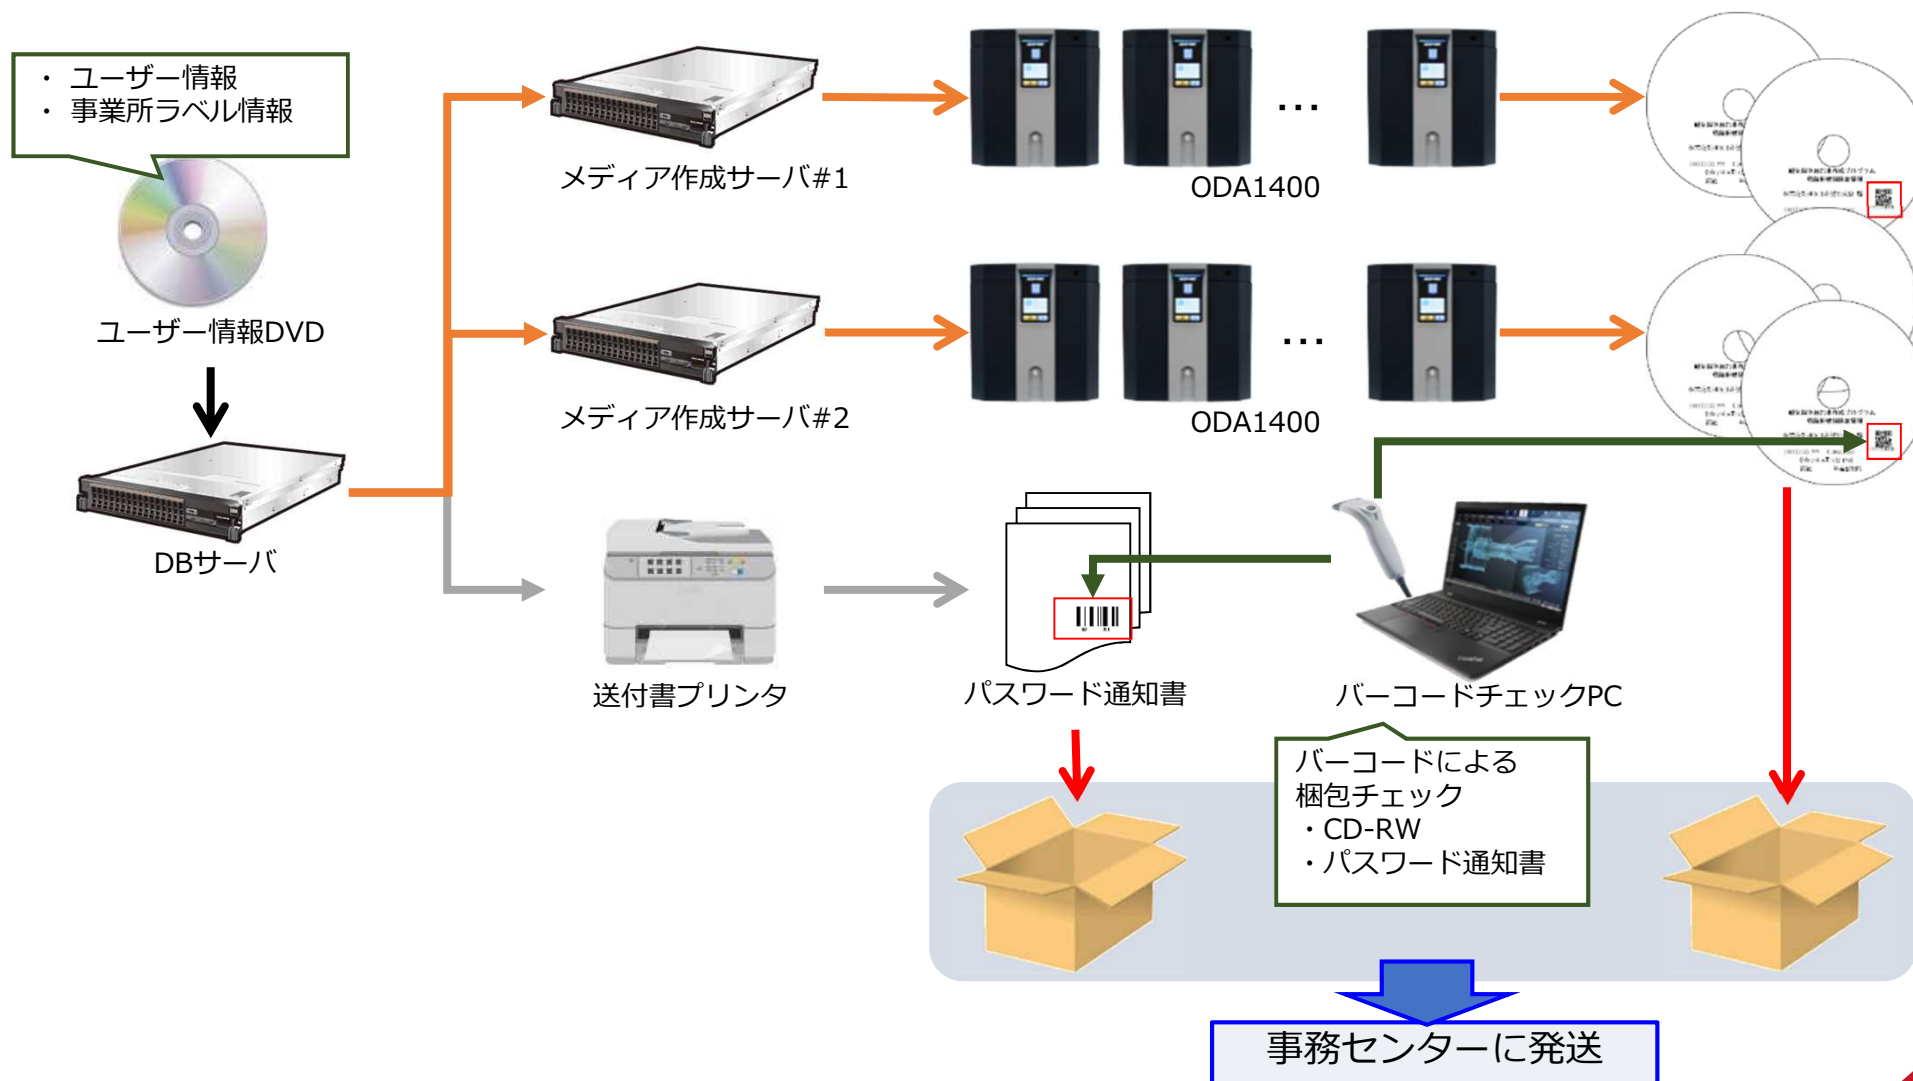 ・ ユーザー情報
・ 事業所ラベル情報
ユーザー情報DVD
DBサーバ
メディア作成サーバ#1
ODA1400
...
メディア作成サーバ#2
ODA1400
...
送付書プリンタ
パスワード通知書
バーコードチェックPC
バーコードによる
梱包チェック
・CD-RW
・パスワード通知書
事務センターに発送